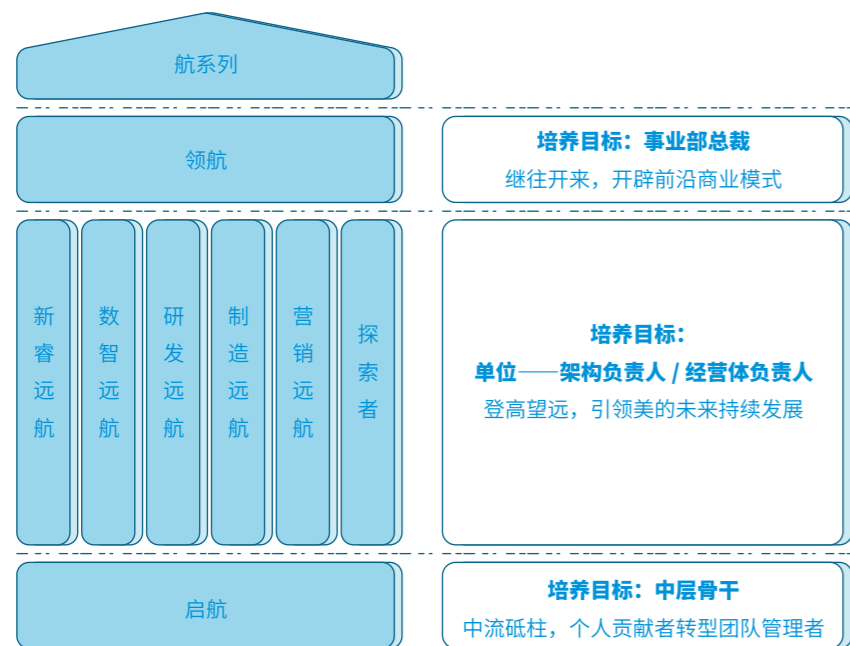 航系列
领航
培养目标：事业部总裁
继往开来，开辟前沿商业模式
新睿远航
数智远航
研发远航
制造远航
营销远航
探索者
培养目标：
单位——架构负责人 / 经营体负责人
登高望远，引领美的未来持续发展
启航
培养目标：中层骨干
中流砥柱，个人贡献者转型团队管理者